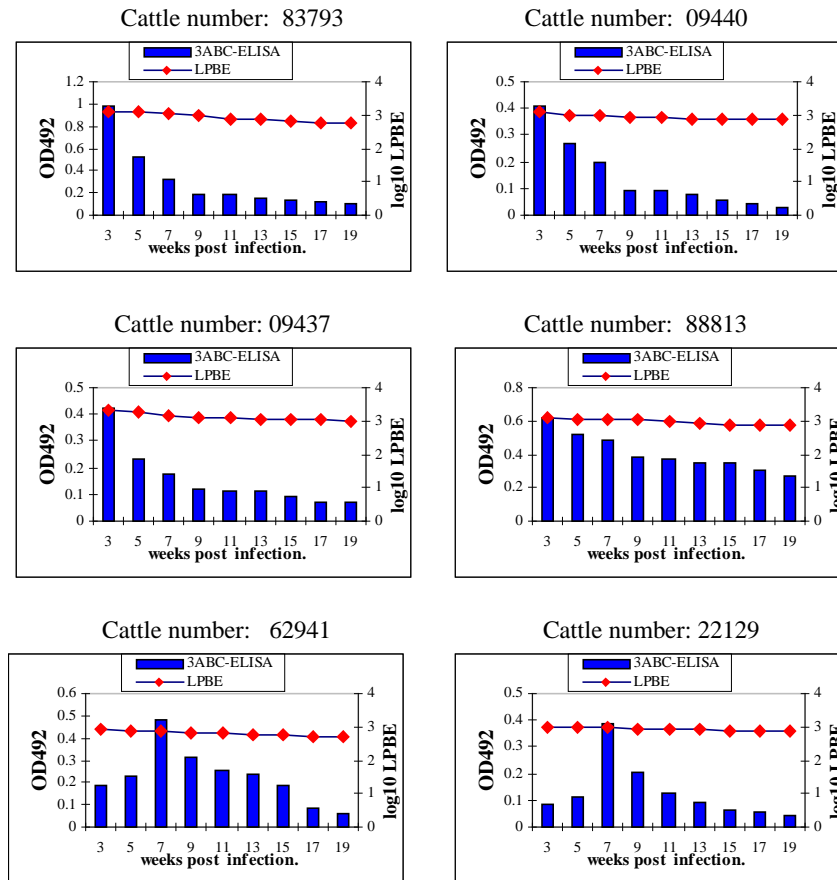 Cattle number: 83793
3ABC-ELISA
LPBE
OD492
1.2
1
0.8
0.6
0.4
0.2
0
4
3
2
1
0
log10 LPBE
3 5 7 9 11 13 15 17 19
weeks post infection.
Cattle number: 09440
3ABC-ELISA
LPBE
OD492
0.5
0.4
0.3
0.2
0.1
0
4
3
2
1
0
log10 LPBE
3 5 7 9 11 13 15 17 19
weeks post infection.
Cattle number: 09437
3ABC-ELISA
LPBE
OD492
0.5
0.4
0.3
0.2
0.1
0
4
3
2
1
0
log10 LPBE
3 5 7 9 11 13 15 17 19
weeks post infection.
Cattle number: 88813
3ABC-ELISA
LPBE
OD492
0.8
0.6
0.4
0.2
0
4
3
2
1
0
log10 LPBE
3 5 7 9 11 13 15 17 19
weeks post infection.
Cattle number: 62941
3ABC-ELISA
LPBE
OD492
0.6
0.5
0.4
0.3
0.2
0.1
0
4
3
2
1
0
log10 LPBE
3 5 7 9 11 13 15 17 19
weeks post infection.
Cattle number: 22129
3ABC-ELISA
LPBE
OD492
0.5
0.4
0.3
0.2
0.1
0
4
3
2
1
0
log10 LPBE
3 5 7 9 11 13 15 17 19
weeks post infection.